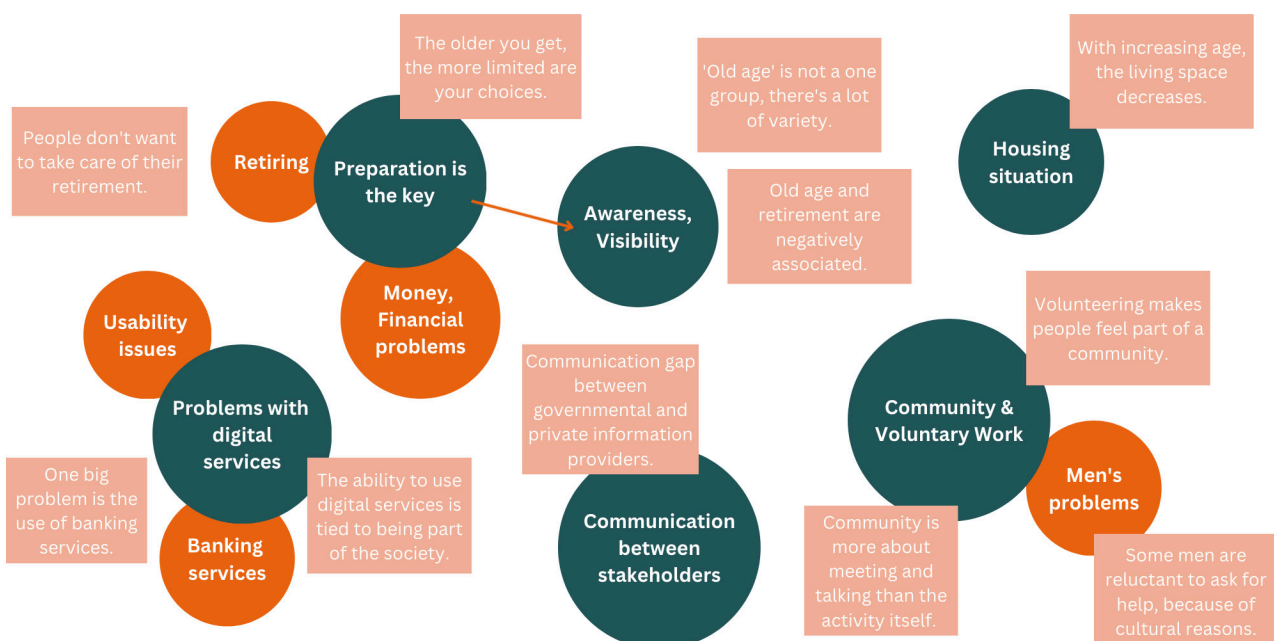 The older you get,
the more limited are
your choices.
People don't want
to take care of their
retirement.
Retiring
Preparation is
the key
'Old age' is not a one
group, there's a lot
of variety.
Awareness,
Visibility
Old age and
retirement are
negatively
associated.
With increasing age,
the living space
decreases.
Housing
situation
Usability
issues
Money,
Financial
problems
Problems with
digital
services
One big
problem is the
use of banking
services.
The ability to use
digital services is
tied to being part
of the society.
Banking
services
Communication gap
between
governmental and
private information
providers.
Communication
between
stakeholders
Volunteering makes
people feel part of a
community.
Community &
Voluntary Work
Men's
problems
Community is
more about
meeting and
talking than the
activity itself.
Some men are
reluctant to ask for
help, because of
cultural reasons.